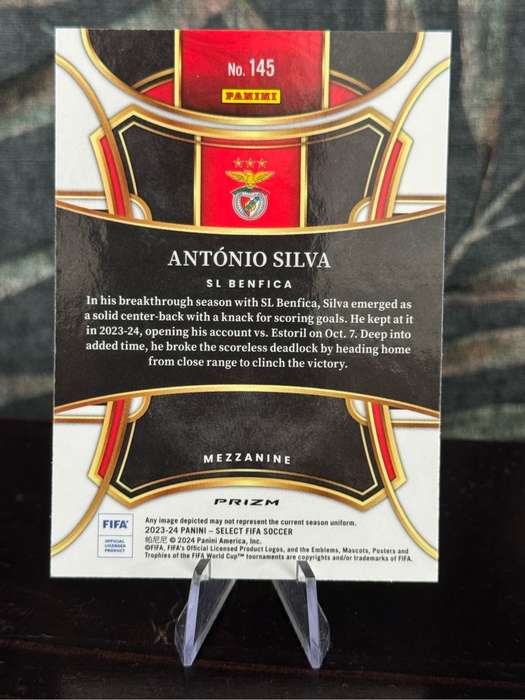 No. 145
PANINI
ANTÓNIO SILVA
SL BENFICA
In his breakthrough season with SL Benfica, Silva emerged as
a solid center-back with a knack for scoring goals. He kept at it
in 2023-24, opening his account vs. Estoril on Oct. 7. Deep into
added time, he broke the scoreless deadlock by heading home
from close range to clinch the victory.
MEZZANINE
PRIZM
FIFA®
OFFICIAL
LICENSED
PRODUCT
Any image depicted may not represent the current season uniform.
2023-24 PANINI – SELECT FIFA SOCCER
帕尼尼 © 2024 Panini America, Inc.
©FIFA, FIFA's Official Licensed Product Logos, and the Emblems, Mascots, Posters and
Trophies of the FIFA World Cup™ tournaments are copyrights and/or trademarks of FIFA.